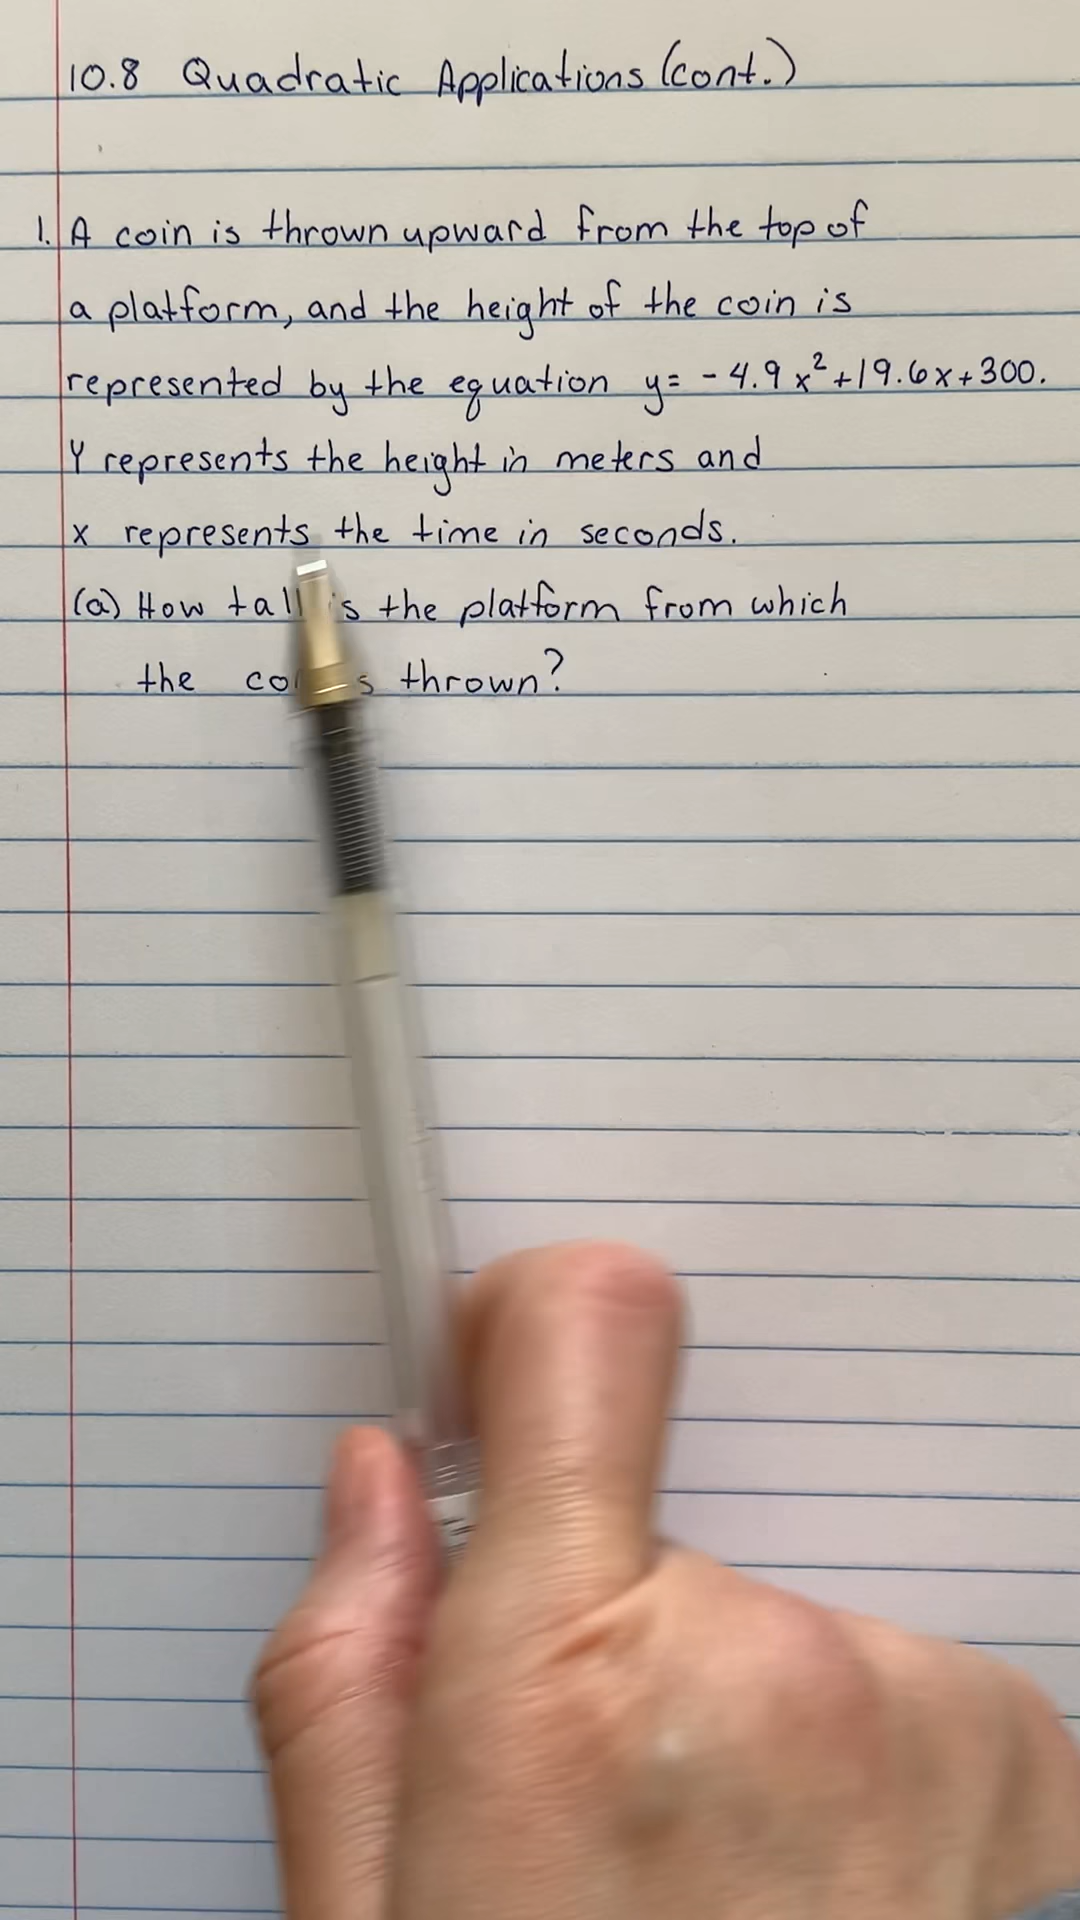 10.8 Quadratic Applications (cont.)
1. A coin is thrown upward from the top of
a platform, and the height of the coin is
represented by the equation y = -4.9x²+19.6x+300.
Y represents the height in meters and
x represents the time in seconds.
(a) How tall is the platform from which
the thrown?